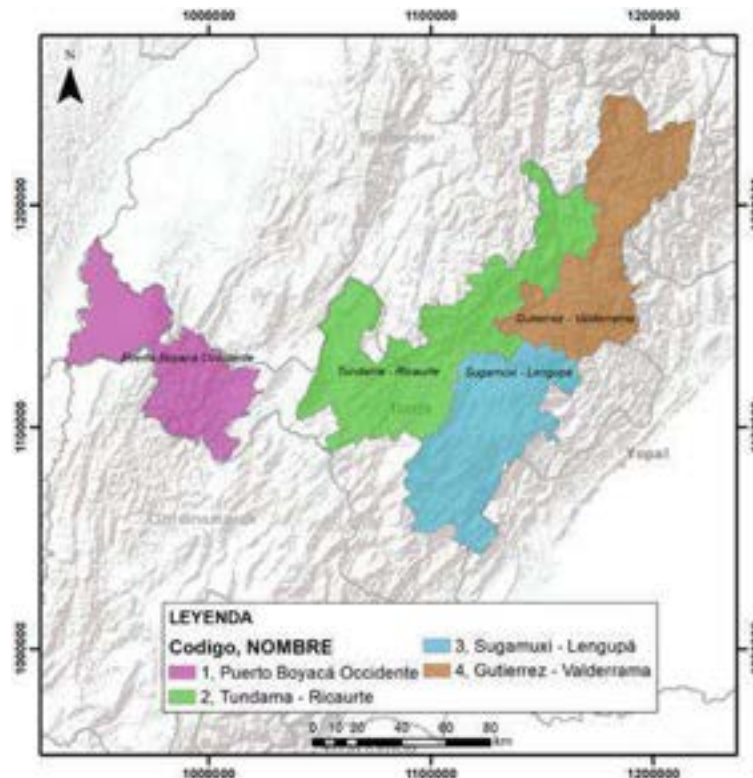 1000000 1100000 1200000
N
1200000
Gutierrez - Valderrama
Puerto Boyacá Occidente
Tundama - Ricaurte
Sugamuxi - Lengupa
Tunja
1100000
Yopal
Cundinamarca
LEYENDA
Codigo, NOMBRE
1, Puerto Boyacá Occidente
2, Tundama - Ricaurte
3, Sugamuxi - Lengupá
4, Gutierrez - Valderrama
1000000
0 10 20 40 60 80
km
1000000 1100000 1200000